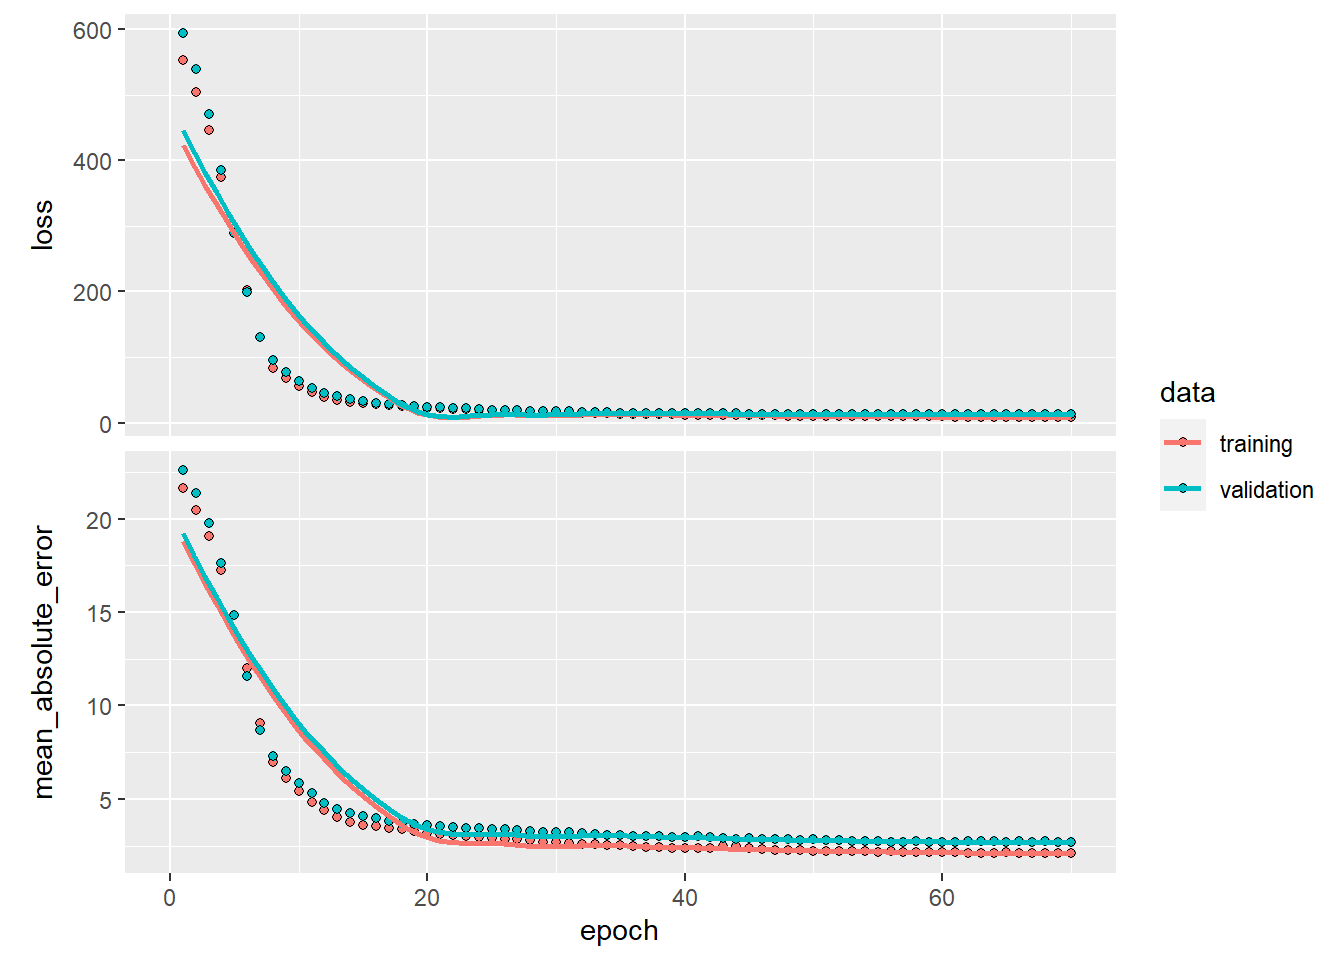 600
400
200
0
loss
20
15
10
5
mean_absolute_error
0 20 40 60
epoch
data
training
validation